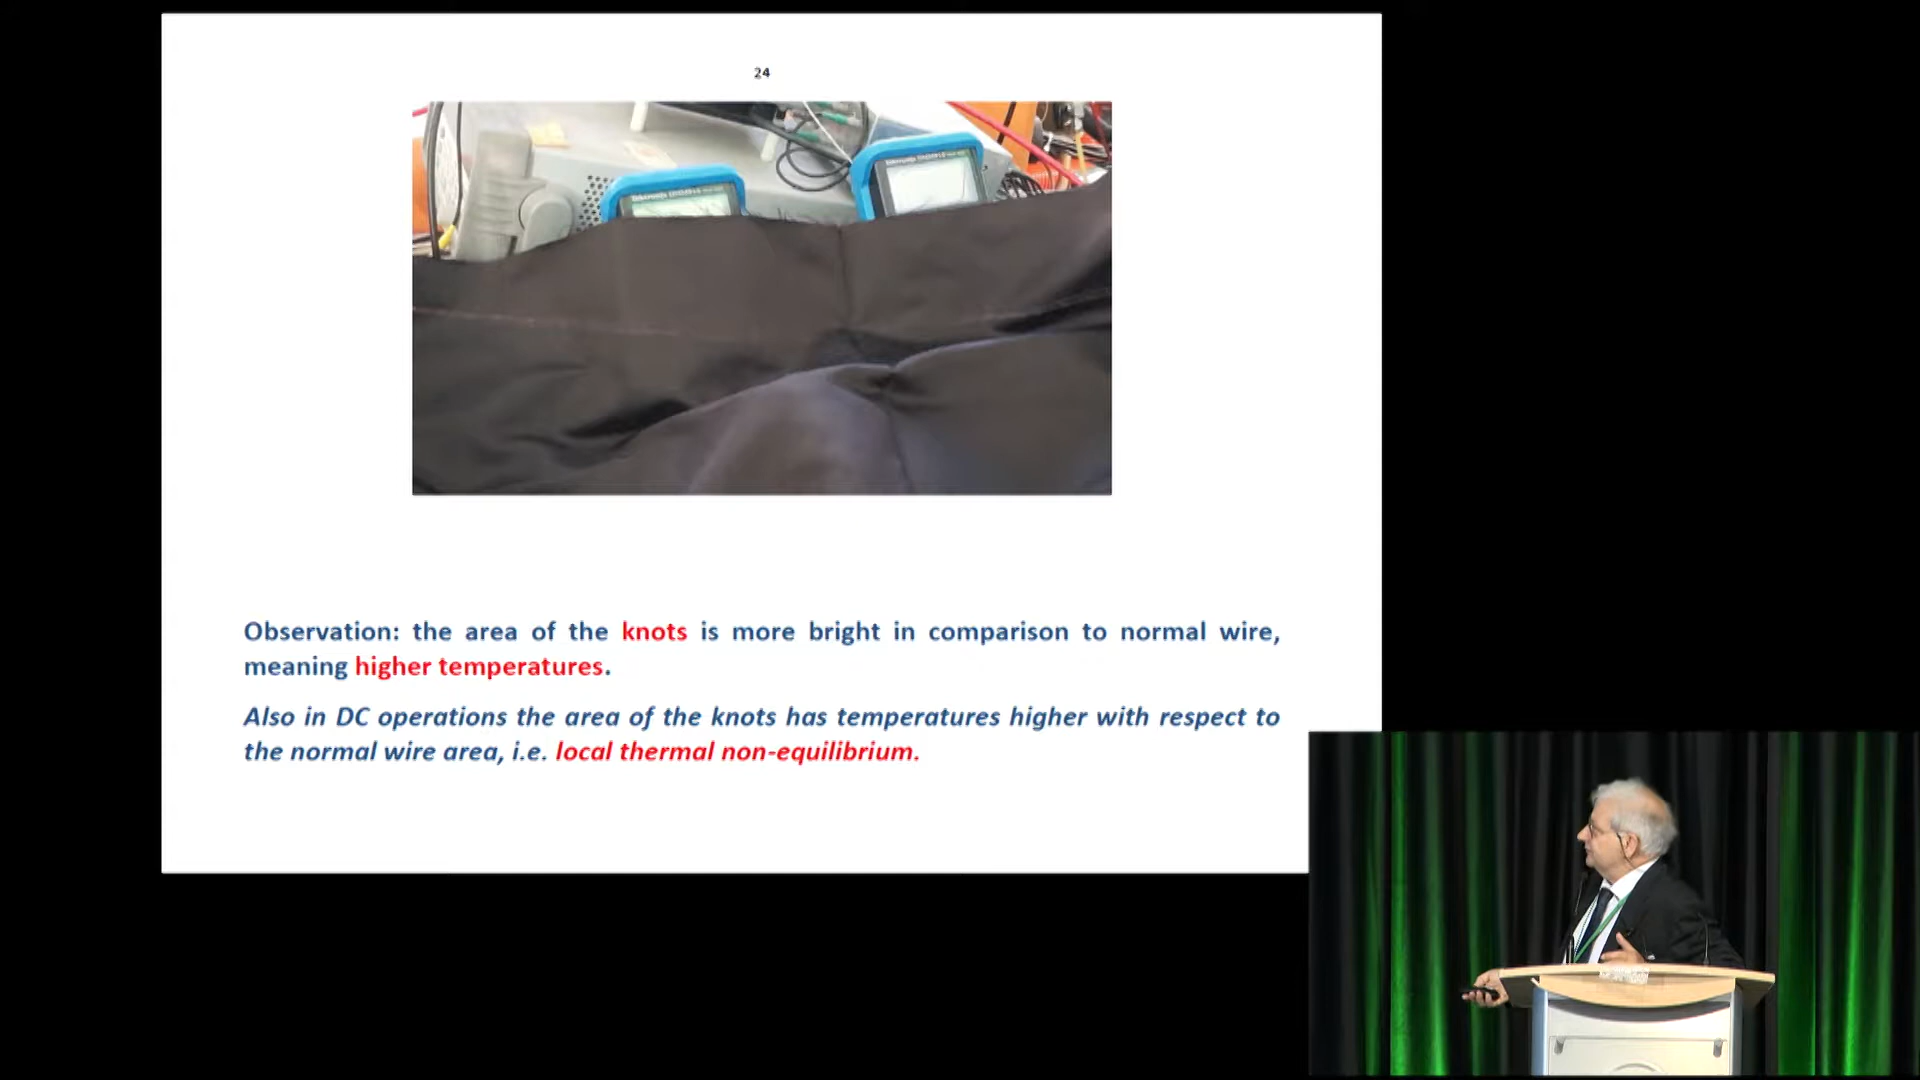 24
Observation: the area of the knots is more bright in comparison to normal wire,
meaning higher temperatures.
Also in DC operations the area of the knots has temperatures higher with respect to
the normal wire area, i.e. local thermal non-equilibrium.